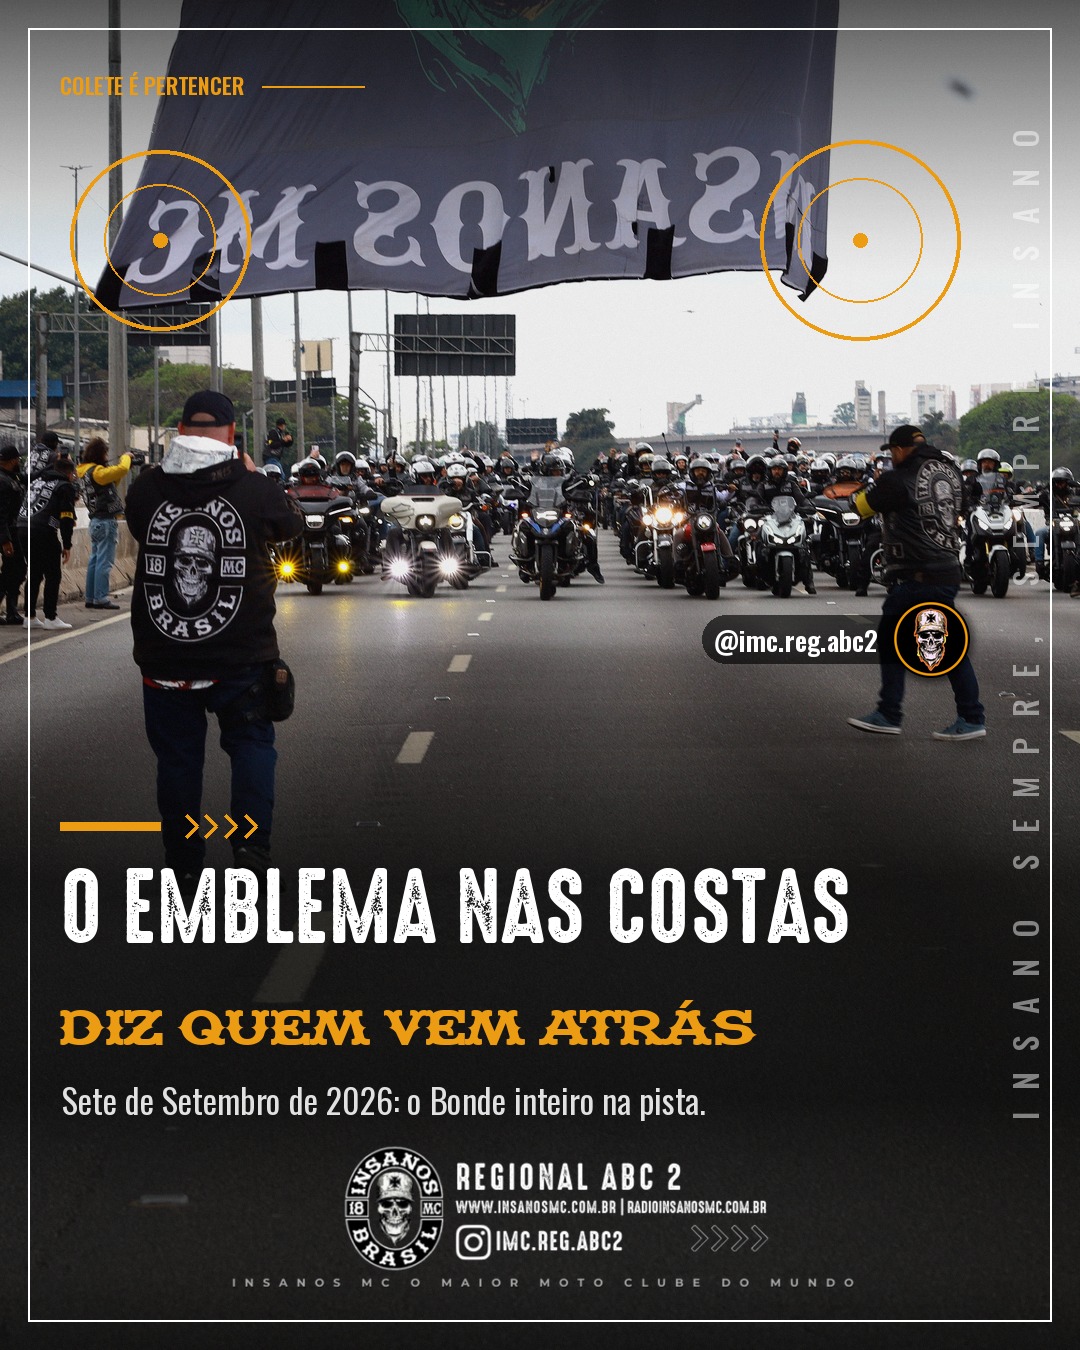 COLETE É PERTENCER
INSANOS MC
INSANOS
18 MC
BRASIL
@imc.reg.abc2
INSANO SEMPRE, SEMPRE INSANO
O EMBLEMA NAS COSTAS
DIZ QUEM VEM ATRÁS
Sete de Setembro de 2026: o Bonde inteiro na pista.
INSANOS
18 MC
BRASIL
REGIONAL ABC 2
WWW.INSANOSMC.COM.BR | RADIOINSANOSMC.COM.BR
IMC.REG.ABC2
INSANOS MC O MAIOR MOTO CLUBE DO MUNDO